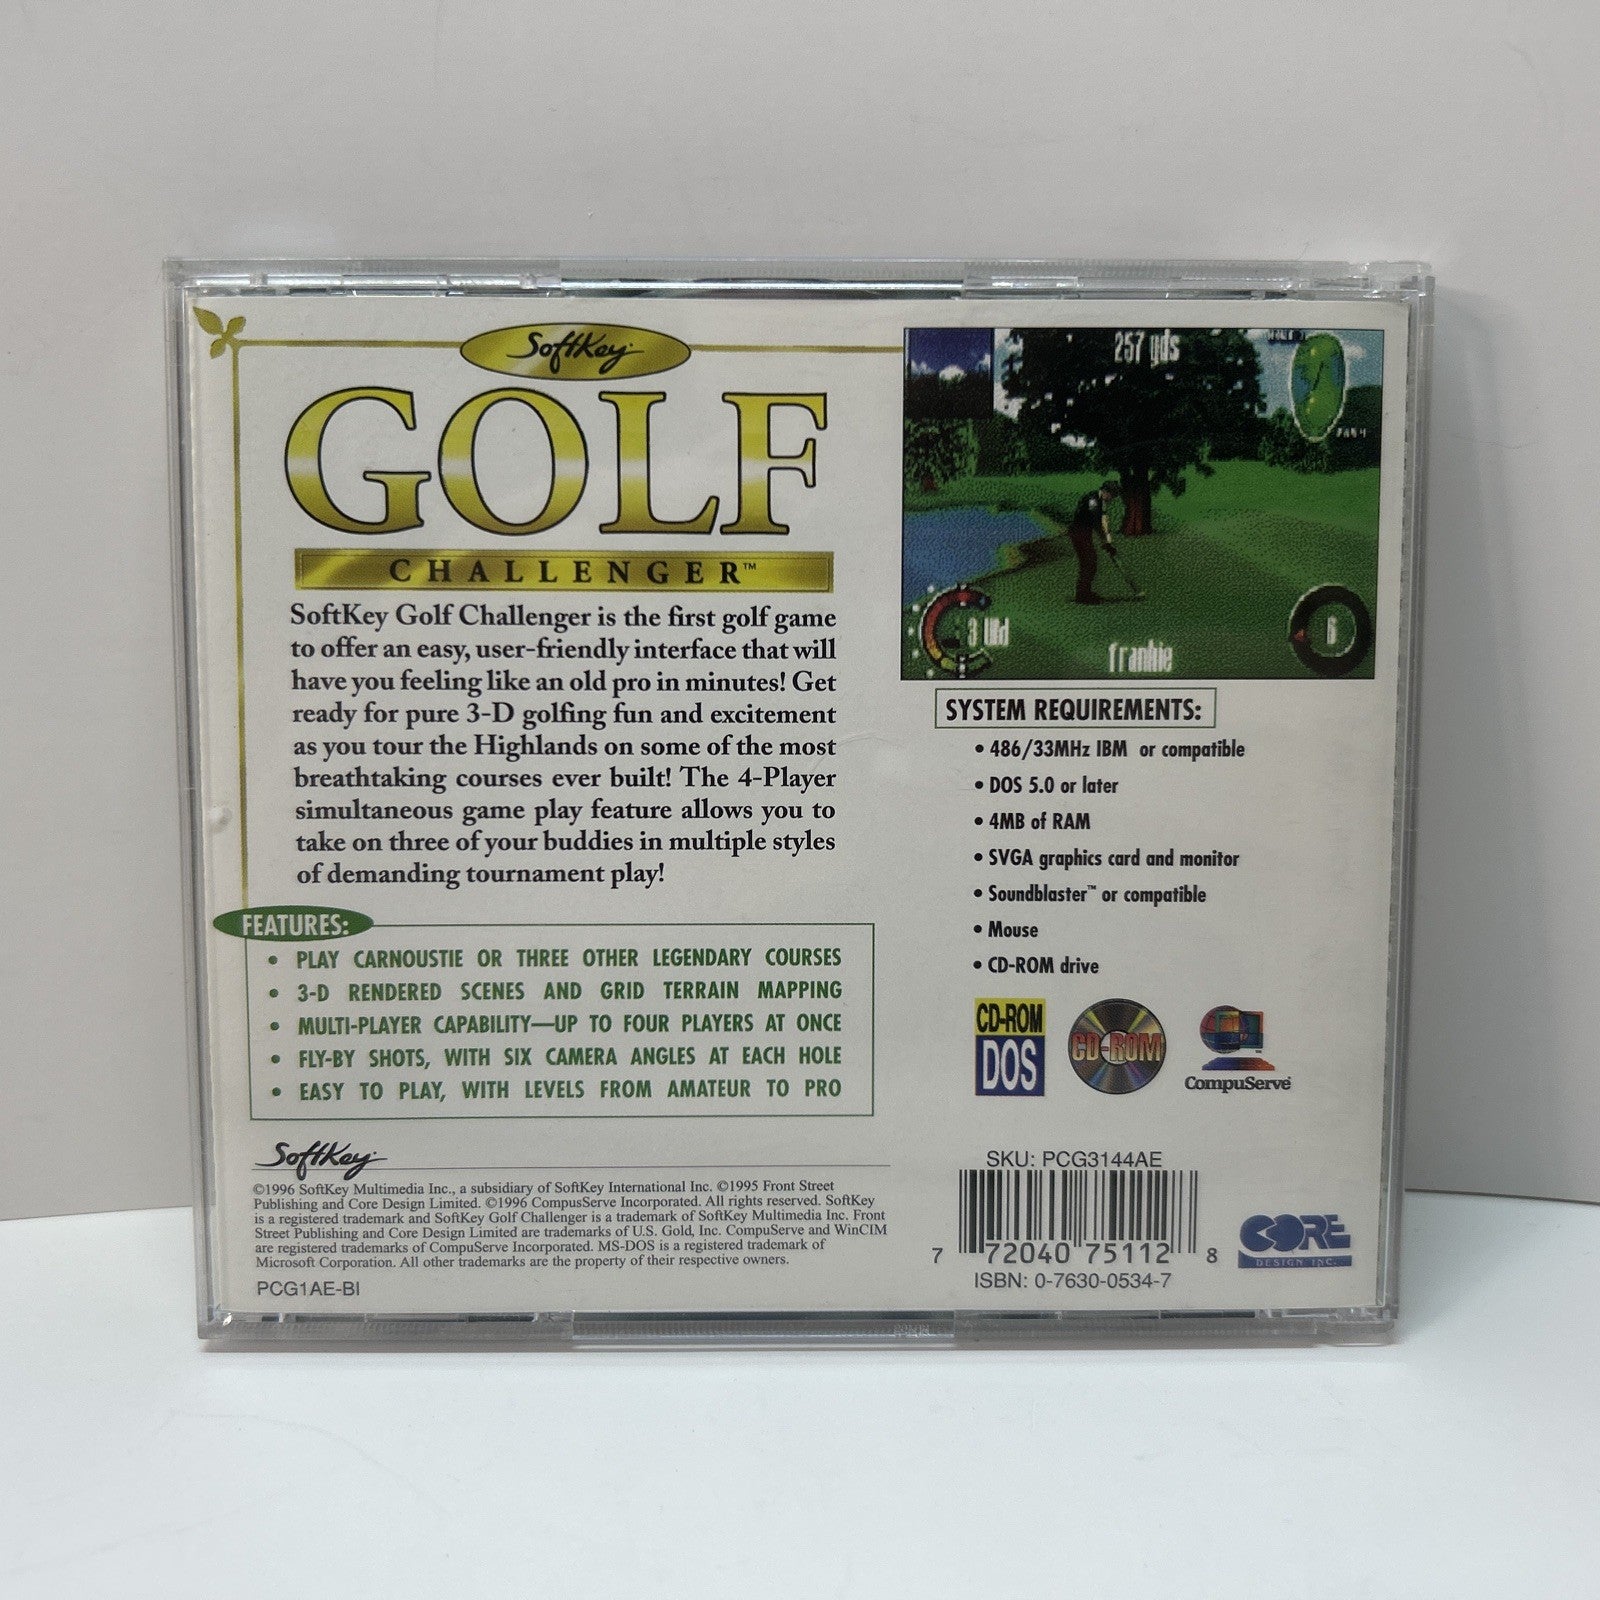 SoftKey
GOLF
CHALLENGER™
SoftKey Golf Challenger is the first golf game
to offer an easy, user-friendly interface that will
have you feeling like an old pro in minutes! Get
ready for pure 3-D golfing fun and excitement
as you tour the Highlands on some of the most
breathtaking courses ever built! The 4-Player
simultaneous game play feature allows you to
take on three of your buddies in multiple styles
of demanding tournament play!
FEATURES:
• PLAY CARNOUSTIE OR THREE OTHER LEGENDARY COURSES
• 3-D RENDERED SCENES AND GRID TERRAIN MAPPING
• MULTI-PLAYER CAPABILITY—UP TO FOUR PLAYERS AT ONCE
• FLY-BY SHOTS, WITH SIX CAMERA ANGLES AT EACH HOLE
• EASY TO PLAY, WITH LEVELS FROM AMATEUR TO PRO
SoftKey
©1996 SoftKey Multimedia Inc., a subsidiary of SoftKey International Inc. ©1995 Front Street
Publishing and Core Design Limited. ©1996 CompusServe Incorporated. All rights reserved. SoftKey
is a registered trademark and SoftKey Golf Challenger is a trademark of SoftKey Multimedia Inc. Front
Street Publishing and Core Design Limited are trademarks of U.S. Gold, Inc. CompuServe and WinCIM
are registered trademarks of CompuServe Incorporated. MS-DOS is a registered trademark of
Microsoft Corporation. All other trademarks are the property of their respective owners.
PCG1AE-BI
257 yds
3 Wd
frankie
6
SYSTEM REQUIREMENTS:
• 486/33MHz IBM or compatible
• DOS 5.0 or later
• 4MB of RAM
• SVGA graphics card and monitor
• Soundblaster™ or compatible
• Mouse
• CD-ROM drive
CD-ROM
DOS
CD-ROM
CompuServe
SKU: PCG3144AE
7 72040 75112 8
ISBN: 0-7630-0534-7
CORE
DESIGN INC.